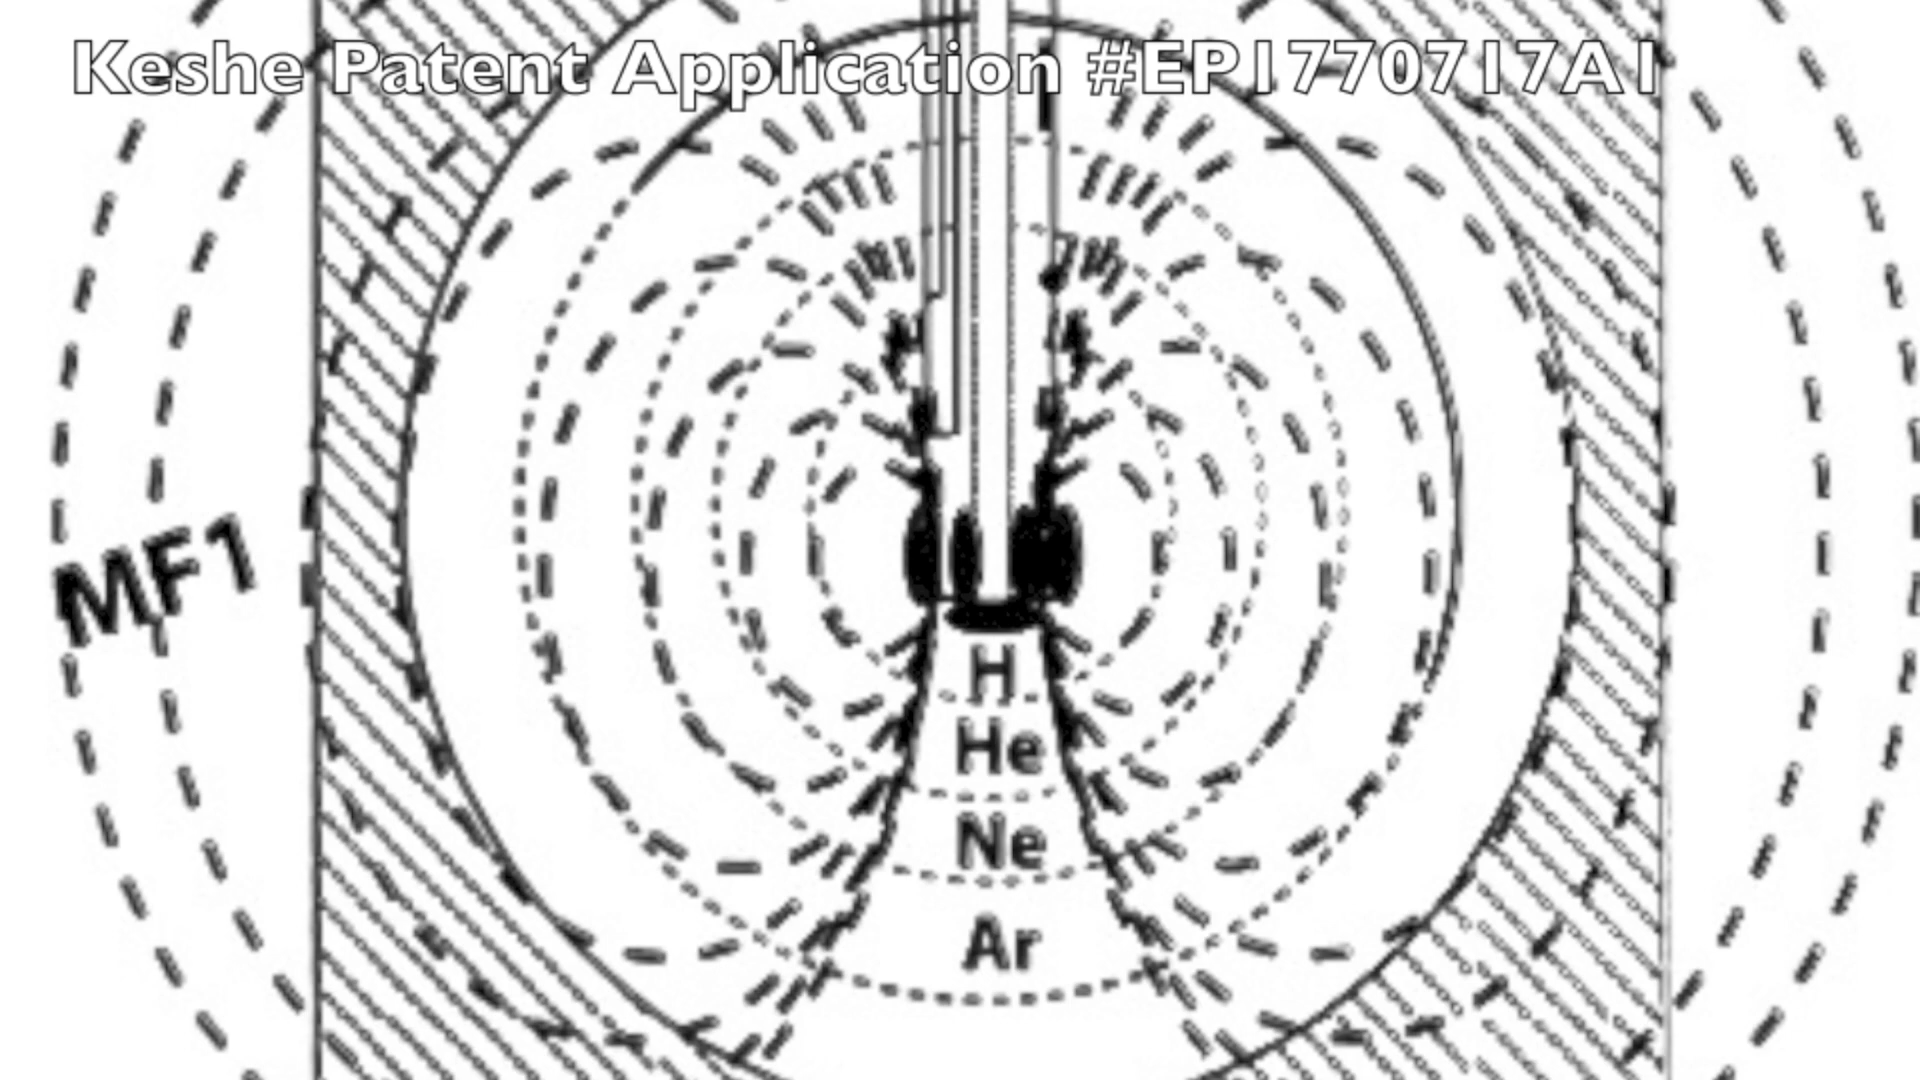 Keshe Patent Application #EP1770717A1
MF1
H
He
Ne
Ar